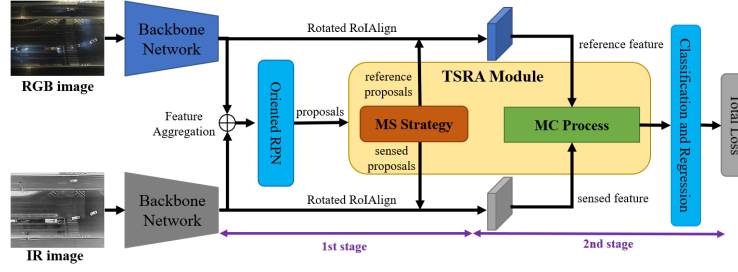 Backbone
Network
Rotated RoIAlign
RGB image
reference feature
reference
proposals
TSRA Module
Feature
Aggregation
Oriented RPN
proposals
MS Strategy
MC Process
Classification and Regression
Total Loss
sensed
proposals
Backbone
Network
Rotated RoIAlign
sensed feature
IR image
1st stage
2nd stage